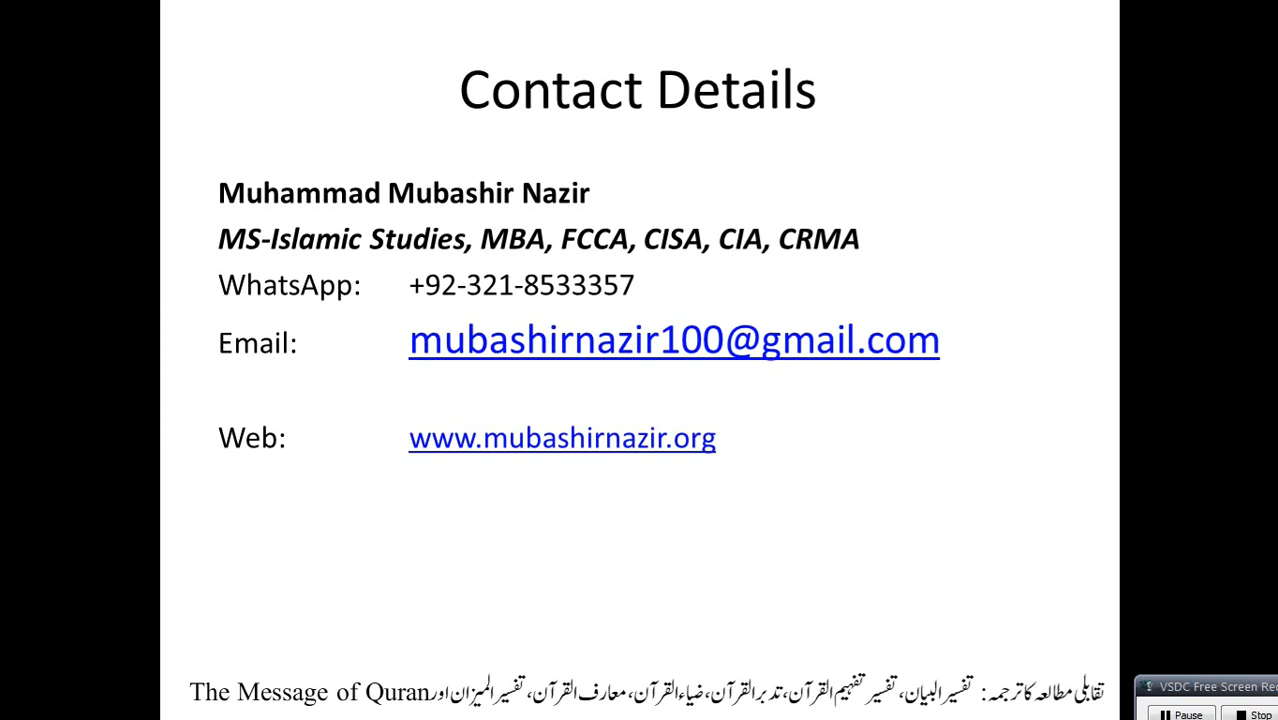 Contact Details
Muhammad Mubashir Nazir
MS-Islamic Studies, MBA, FCCA, CISA, CIA, CRMA
WhatsApp: +92-321-8533357
Email: mubashirnazir100@gmail.com
Web: www.mubashirnazir.org
تقابلی مطالعہ کا ترجمہ: تفسیر البیان، تفسیر تفہیم القرآن، تدبر القرآن، ضیاء القرآن، معارف القرآن، تفسیر المیزان اور The Message of Quran
VSDC Free Screen Rec
Pause Stop